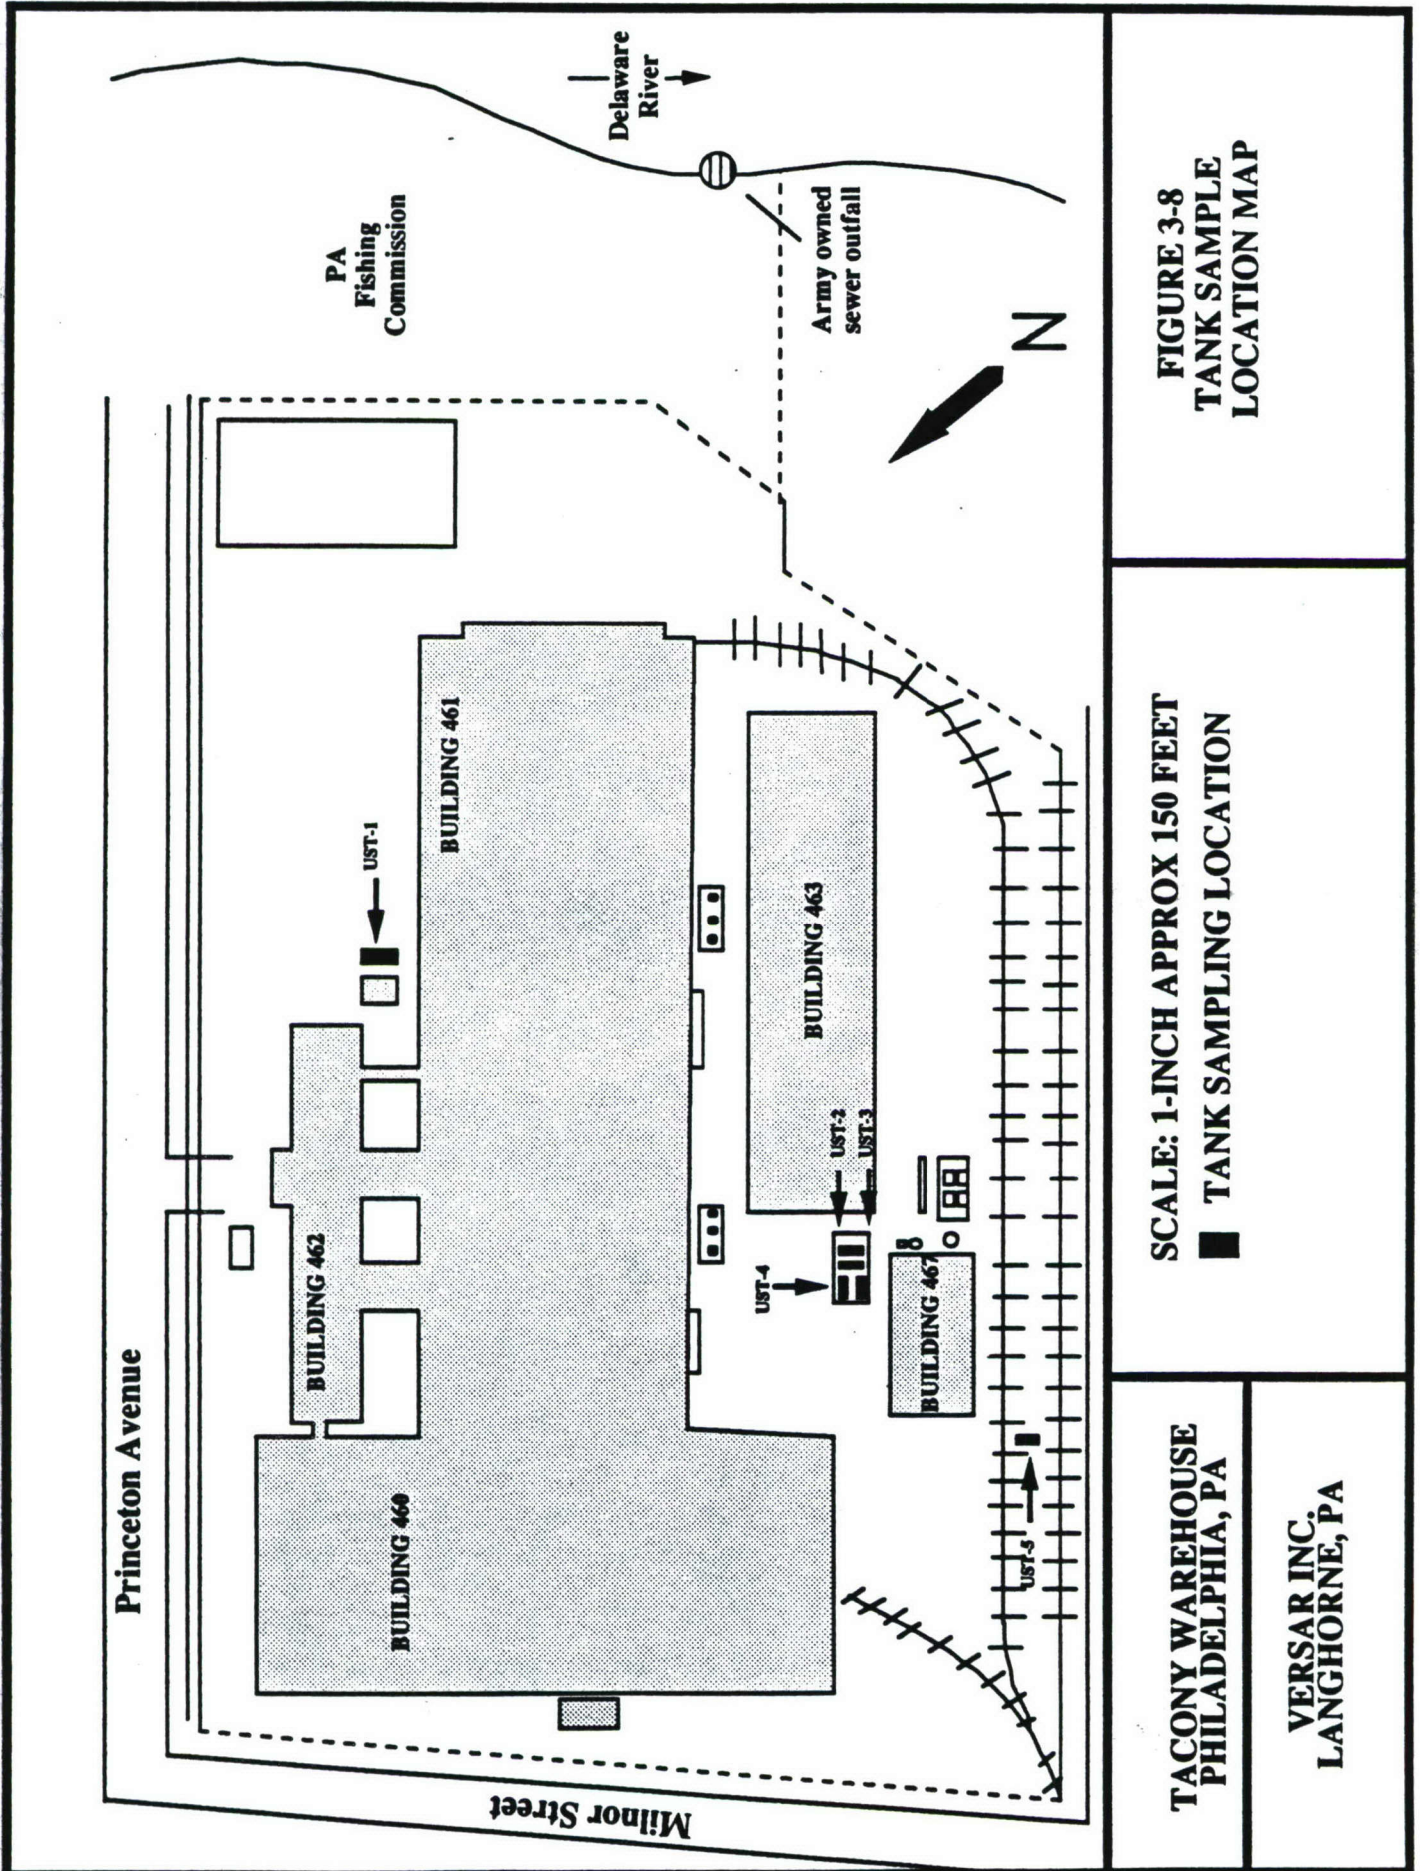 Princeton Avenue
Milnor Street
PA
Fishing
Commission
Delaware
River
Army owned
sewer outfall
N
BUILDING 460
BUILDING 461
BUILDING 462
BUILDING 463
BUILDING 467
UST-1
UST-2
UST-3
UST-4
UST-5
TACONY WAREHOUSE
PHILADELPHIA, PA
VERSAR INC.
LANGHORNE, PA
SCALE: 1-INCH APPROX 150 FEET
TANK SAMPLING LOCATION
FIGURE 3-8
TANK SAMPLE
LOCATION MAP